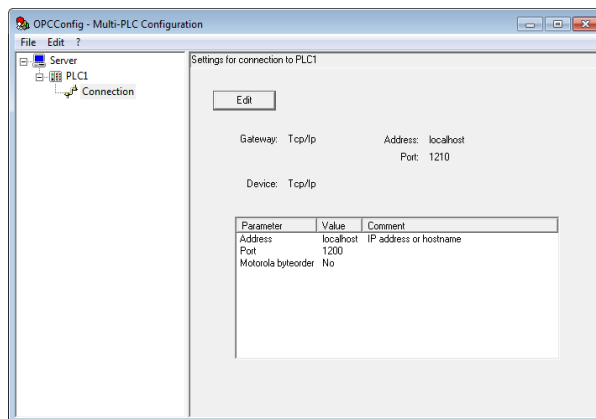 OPCConfig - Multi-PLC Configuration
File Edit ?
Server
PLC1
Connection
Settings for connection to PLC1
Edit
Gateway: Tcp/Ip Address: localhost
Port: 1210
Device: Tcp/Ip
Parameter Value Comment
Address localhost IP address or hostname
Port 1200
Motorola byteorder No